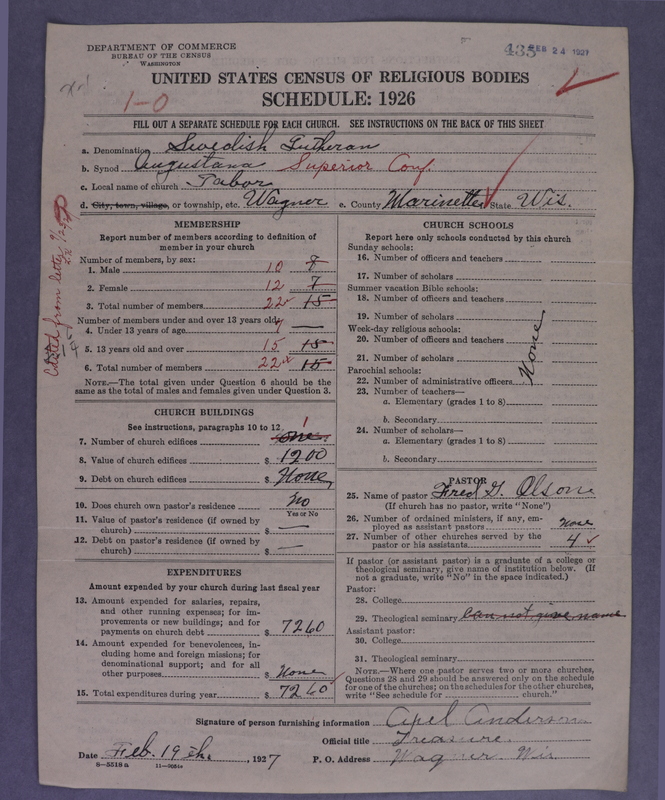 DEPARTMENT OF COMMERCE
BUREAU OF THE CENSUS
WASHINGTON
435 FEB 24 1927
UNITED STATES CENSUS OF RELIGIOUS BODIES
1-0
SCHEDULE: 1926
FILL OUT A SEPARATE SCHEDULE FOR EACH CHURCH. SEE INSTRUCTIONS ON THE BACK OF THIS SHEET
a. Denomination Swedish Lutheran
b. Synod Augustana Superior Conf.
c. Local name of church Tabor
d. City, town, village, or township, etc. Wagner e. County Marinette State Wis.
MEMBERSHIP
Report number of members according to definition of
member in your church
Number of members, by sex:
1. Male 10 8
2. Female 12 7
3. Total number of members 22 15
Number of members under and over 13 years old:
4. Under 13 years of age 7 —
5. 13 years old and over 15 15
6. Total number of members 22 15
NOTE.—The total given under Question 6 should be
same as the total of males and females given under Question 3.
from letter
CHURCH BUILDINGS
See instructions, paragraphs 10 to 12
7. Number of church edifices one 1
8. Value of church edifices $ 1200
9. Debt on church edifices $ None
10. Does church own pastor's residence? No
Yes or No
11. Value of pastor's residence (if owned by
church) $ —
12. Debt on pastor's residence (if owned by
church) $ —
EXPENDITURES
Amount expended by your church during last fiscal year
13. Amount expended for salaries, repairs,
and other running expenses; for im-
provements or new buildings; and for
payments on church debt $ 7260
14. Amount expended for benevolences, in-
cluding home and foreign missions; for
denominational support; and for all
other purposes $ None
15. Total expenditures during year $ 7260
CHURCH SCHOOLS
Report here only schools conducted by this church
Sunday schools:
16. Number of officers and teachers
17. Number of scholars
Summer vacation Bible schools:
18. Number of officers and teachers
19. Number of scholars
Week-day religious schools:
20. Number of officers and teachers
21. Number of scholars
None
Parochial schools:
22. Number of administrative officers
23. Number of teachers—
a. Elementary (grades 1 to 8)
b. Secondary
24. Number of scholars—
a. Elementary (grades 1 to 8)
b. Secondary
PASTOR
25. Name of pastor Fred G. Olson
(If church has no pastor, write "None")
26. Number of ordained ministers, if any, em-
ployed as assistant pastors None
27. Number of other churches served by the
pastor or his assistants 4
If pastor (or assistant pastor) is a graduate of a college or
theological seminary, give name of institution below. (If
not a graduate, write "No" in the space indicated.)
Pastor:
28. College
29. Theological seminary can not give name
Assistant pastor:
30. College
31. Theological seminary
NOTE.—Where one pastor serves two or more churches,
Questions 28 and 29 should be answered only on the schedule
for one of the churches; on the schedules for the other churches,
write "See schedule for church."
Signature of person furnishing information Axel Anderson
Official title Treasure.
Date Feb. 19th, 1927 P. O. Address Wagner Wis
8-5518a